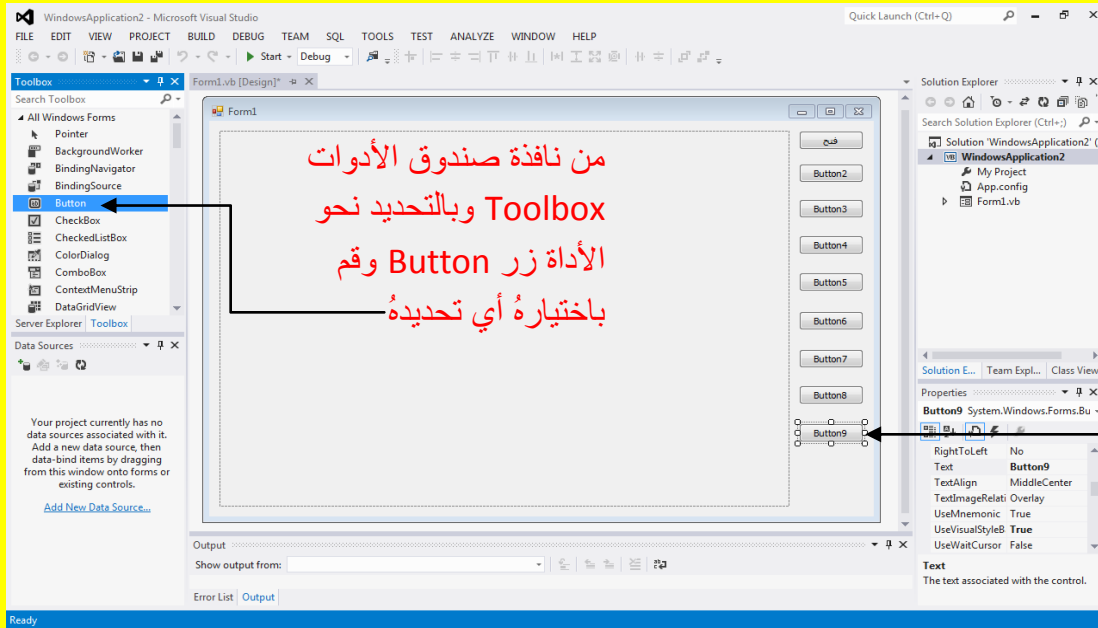 WindowsApplication2 - Microsoft Visual Studio
Quick Launch (Ctrl+Q)
FILE EDIT VIEW PROJECT BUILD DEBUG TEAM SQL TOOLS TEST ANALYZE WINDOW HELP
Start - Debug
Toolbox
Search Toolbox
All Windows Forms
Pointer
BackgroundWorker
BindingNavigator
BindingSource
Button
CheckBox
CheckedListBox
ColorDialog
ComboBox
ContextMenuStrip
DataGridView
Server Explorer Toolbox
Data Sources
Your project currently has no
data sources associated with it.
Add a new data source, then
data-bind items by dragging
from this window onto forms or
existing controls.
Add New Data Source...
Form1.vb [Design]*
Form1
من نافذة صندوق الأدوات
Toolbox وبالتحديد نحو
الأداة زر Button وقم
باختيارهُ أي تحديدهُ
فتح
Button2
Button3
Button4
Button5
Button6
Button7
Button8
Button9
Output
Show output from:
Error List Output
Solution Explorer
Search Solution Explorer (Ctrl+;)
Solution 'WindowsApplication2' (
WindowsApplication2
My Project
App.config
Form1.vb
Solution E... Team Expl... Class View
Properties
Button9 System.Windows.Forms.Bu
RightToLeft No
Text Button9
TextAlign MiddleCenter
TextImageRelati Overlay
UseMnemonic True
UseVisualStyleB True
UseWaitCursor False
Text
The text associated with the control.
Ready